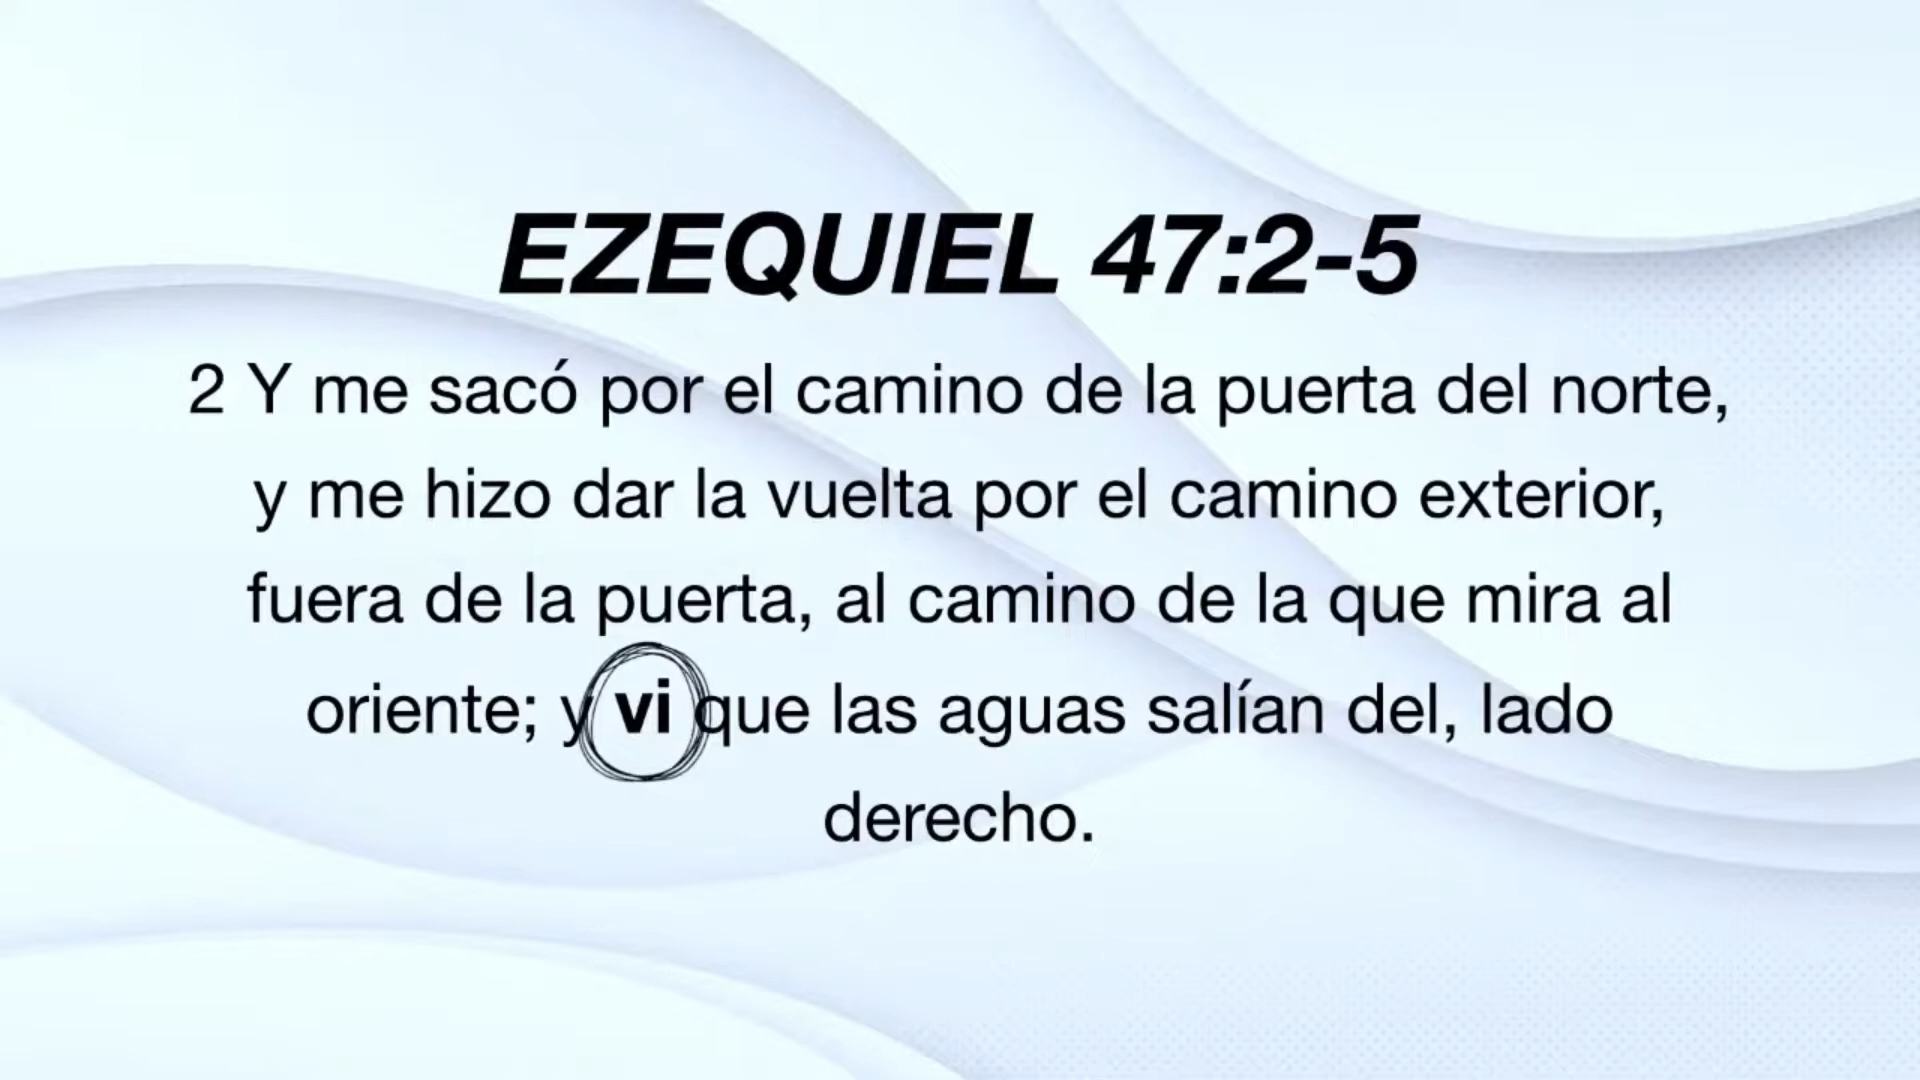 EZEQUIEL 47:2-5
2 Y me sacó por el camino de la puerta del norte,
y me hizo dar la vuelta por el camino exterior,
fuera de la puerta, al camino de la que mira al
oriente; y vi que las aguas salían del, lado
derecho.